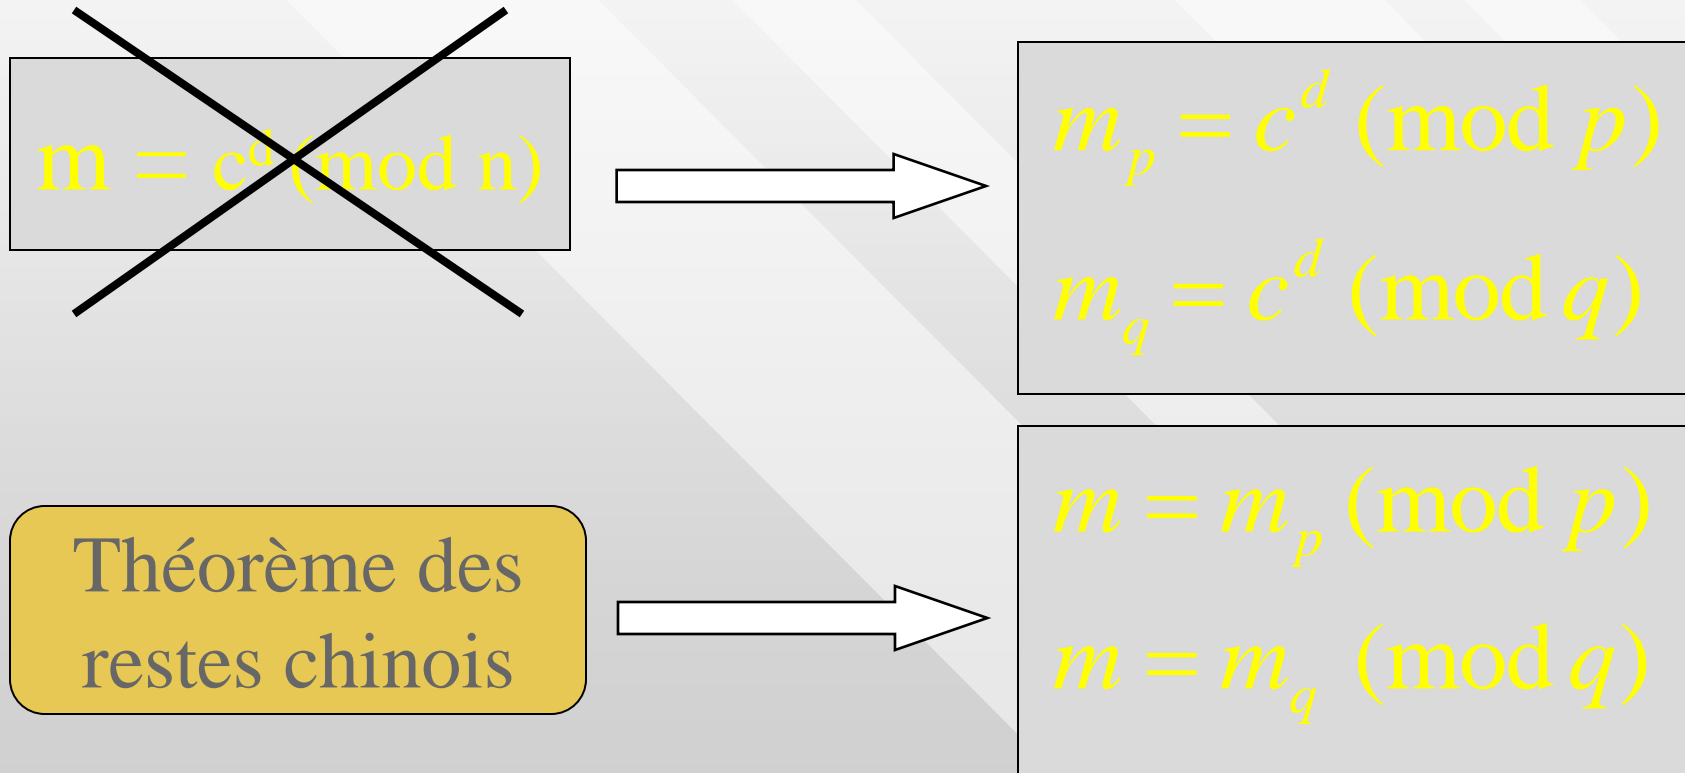 m = c^d (mod n)
m_p = c^d (mod p)
m_q = c^d (mod q)
Théorème des
restes chinois
m = m_p (mod p)
m = m_q (mod q)